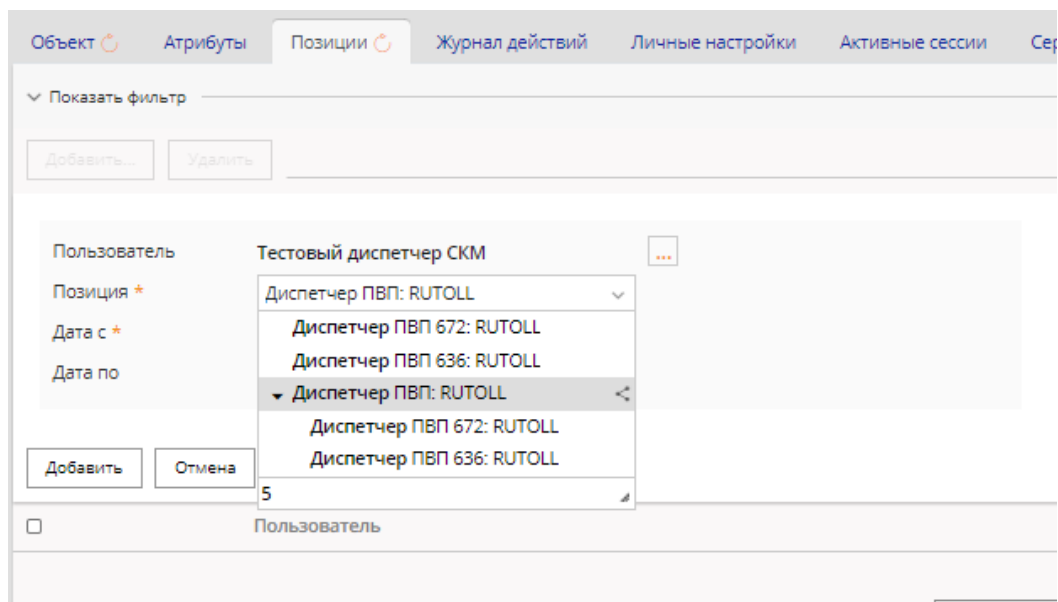 Объект Атрибуты Позиции Журнал действий Личные настройки Активные сессии Сер
Показать фильтр
Добавить... Удалить
Пользователь Тестовый диспетчер СКМ ...
Позиция * Диспетчер ПВП: RUTOLL
Дата с * Диспетчер ПВП 672: RUTOLL
Диспетчер ПВП 636: RUTOLL
Дата по
Диспетчер ПВП: RUTOLL
Диспетчер ПВП 672: RUTOLL
Диспетчер ПВП 636: RUTOLL
Добавить Отмена
5
Пользователь